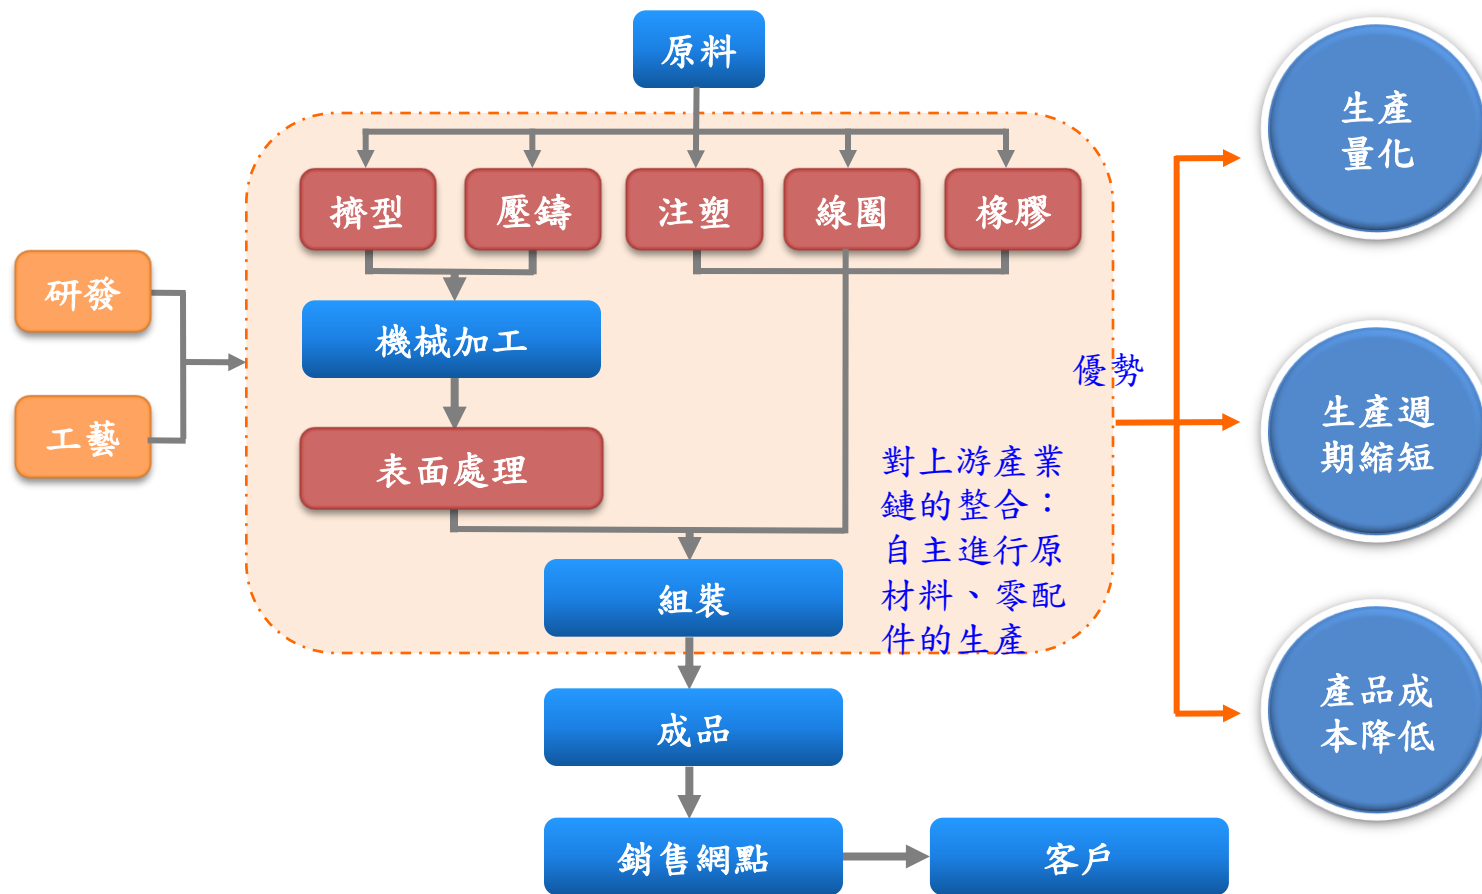 原料
擠型
壓鑄
注塑
線圈
橡膠
研發
工藝
機械加工
表面處理
組裝
成品
銷售網點
客戶
對上游產業
鏈的整合：
自主進行原
材料、零配
件的生產
優勢
生產
量化
生產週
期縮短
產品成
本降低